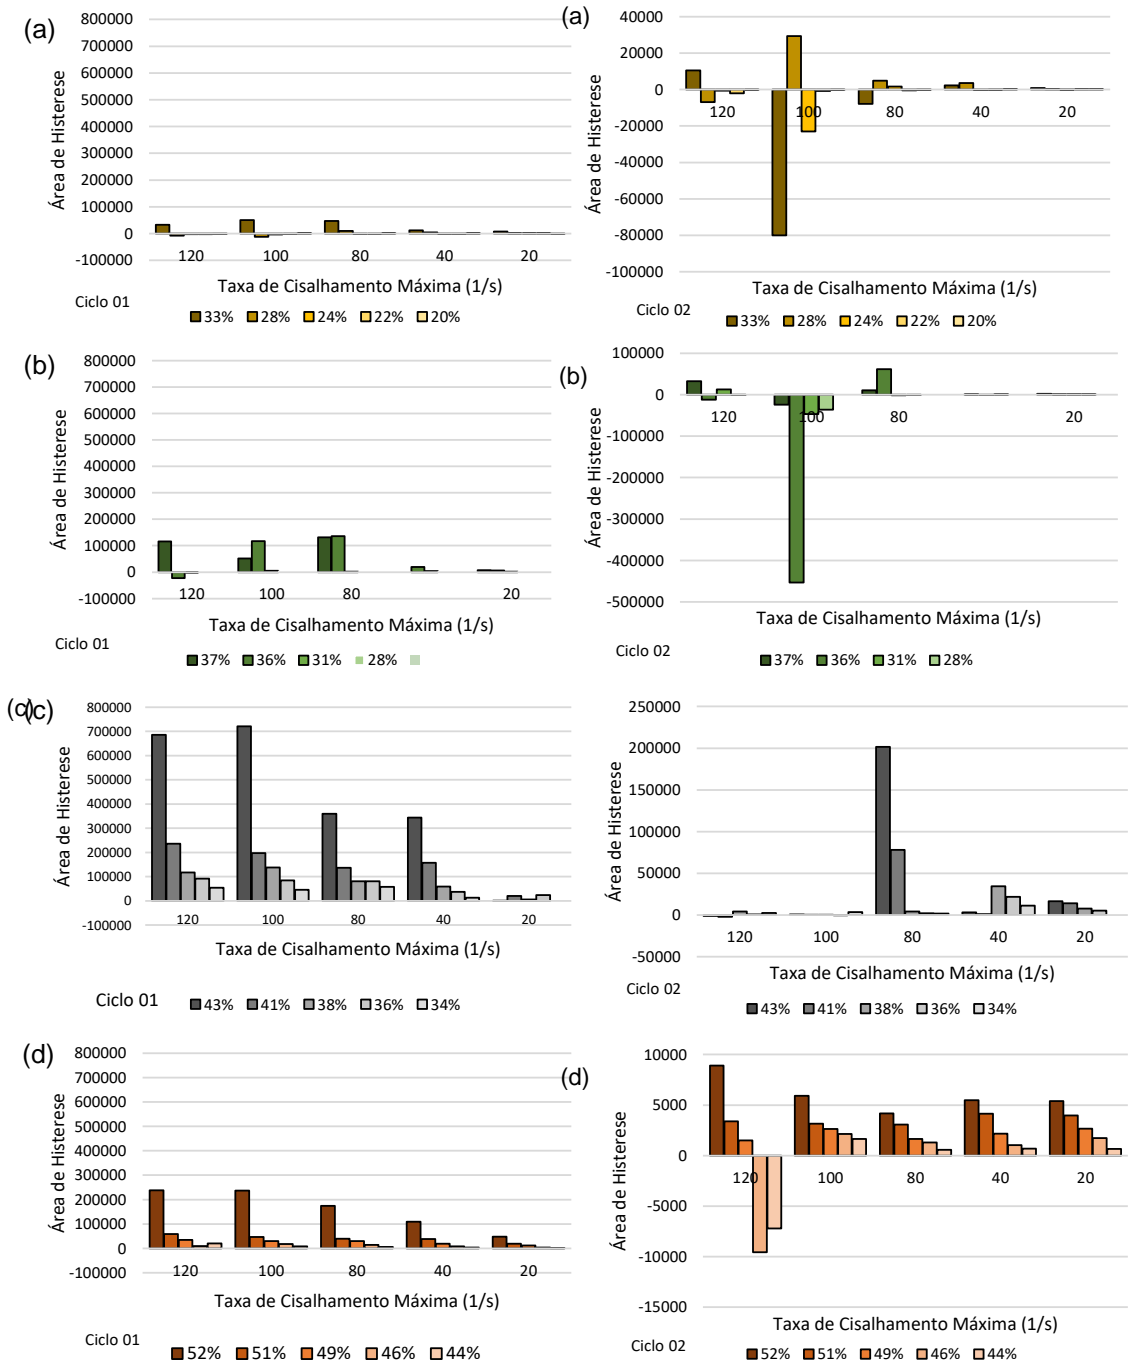 (a)
800000
700000
600000
500000
400000
300000
200000
100000
0
-100000
Área de Histerese
120 100 80 40 20
Taxa de Cisalhamento Máxima (1/s)
Ciclo 01
33% 28% 24% 22% 20%
(a)
40000
20000
0
-20000
-40000
-60000
-80000
-100000
Área de Histerese
120 100 80 40 20
Taxa de Cisalhamento Máxima (1/s)
Ciclo 02
33% 28% 24% 22% 20%
(b)
800000
700000
600000
500000
400000
300000
200000
100000
0
-100000
Área de Histerese
120 100 80 20
Taxa de Cisalhamento Máxima (1/s)
Ciclo 01
37% 36% 31% 28%
(b)
100000
0
-100000
-200000
-300000
-400000
-500000
Área de Histerese
120 100 80 20
Taxa de Cisalhamento Máxima (1/s)
Ciclo 02
37% 36% 31% 28%
(c)
800000
700000
600000
500000
400000
300000
200000
100000
0
-100000
Área de Histerese
120 100 80 40 20
Taxa de Cisalhamento Máxima (1/s)
Ciclo 01
43% 41% 38% 36% 34%
250000
200000
150000
100000
50000
0
-50000
Área de Histerese
120 100 80 40 20
Taxa de Cisalhamento Máxima (1/s)
Ciclo 02
43% 41% 38% 36% 34%
(d)
800000
700000
600000
500000
400000
300000
200000
100000
0
-100000
Área de Histerese
120 100 80 40 20
Taxa de Cisalhamento Máxima (1/s)
Ciclo 01
52% 51% 49% 46% 44%
(d)
10000
5000
0
-5000
-10000
-15000
Área de Histerese
120 100 80 40 20
Taxa de Cisalhamento Máxima (1/s)
Ciclo 02
52% 51% 49% 46% 44%